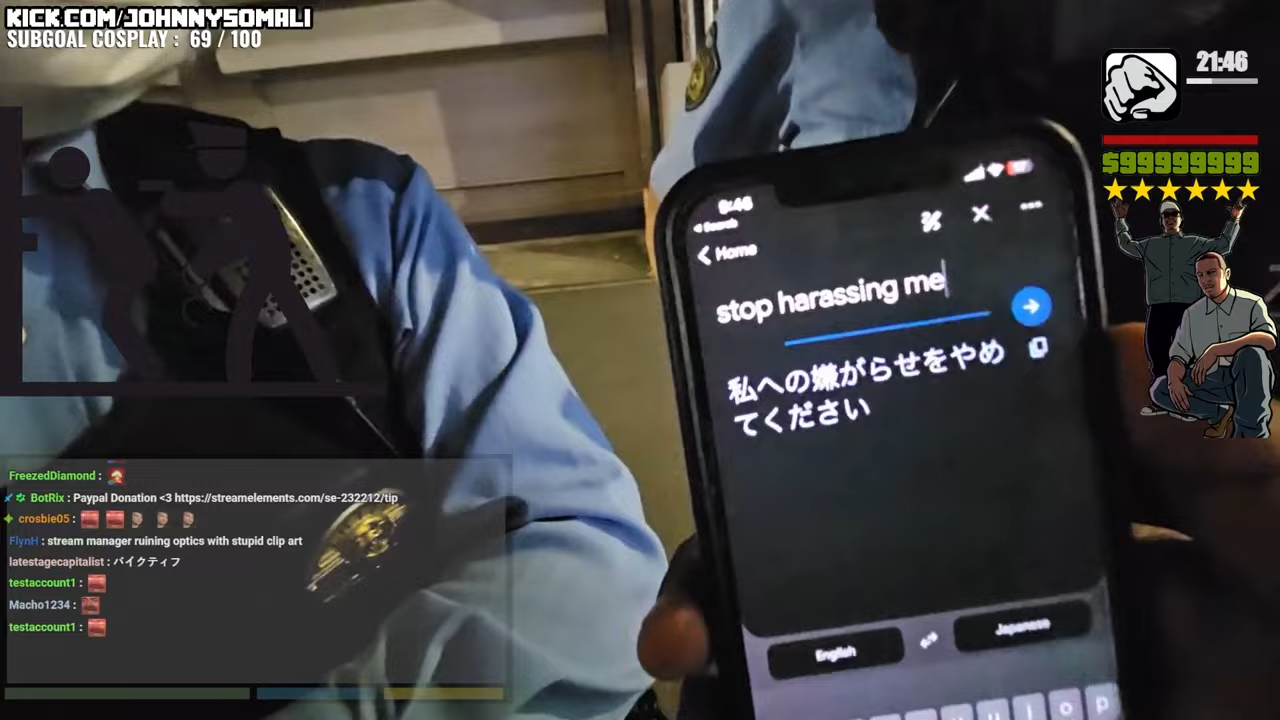 KICK.COM/JOHNNYSOMALI
SUBGOAL COSPLAY : 69 / 100
21:46
$99999999
9:46
Search
Home
stop harassing me
私への嫌がらせをやめ
てください
English
Japanese
u i o p
FreezedDiamond :
BotRix : Paypal Donation <3 https://streamelements.com/se-232212/tip
crosbie05 :
FlynH : stream manager ruining optics with stupid clip art
latestagecapitalist : バイクティフ
testaccount1 :
Macho1234 :
testaccount1 :